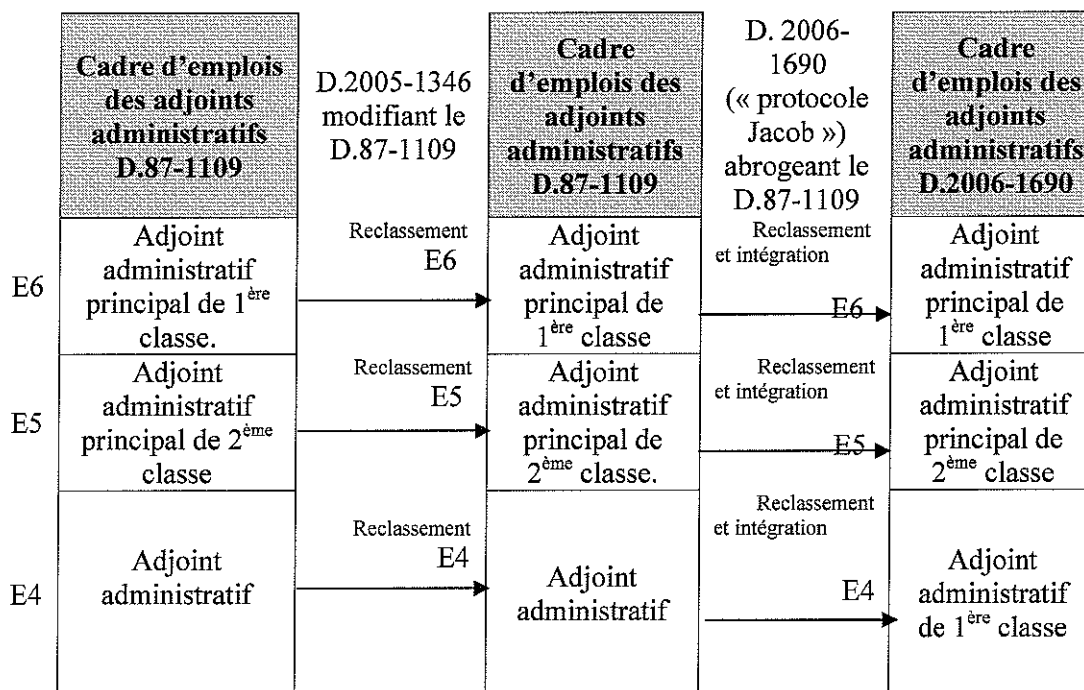 Cadre d'emplois
des adjoints
administratifs
D.87-1109
D.2005-1346
modifiant le
D.87-1109
Cadre
d'emplois des
adjoints
administratifs
D.87-1109
D. 2006-
1690
(« protocole
Jacob »)
abrogeant le
D.87-1109
Cadre
d'emplois des
adjoints
administratifs
D.2006-1690
E6
Adjoint
administratif
principal de 1ère
classe.
Reclassement
E6
Adjoint
administratif
principal de
1ère classe
Reclassement
et intégration
E6
Adjoint
administratif
principal de
1ère classe
E5
Adjoint
administratif
principal de 2ème
classe
Reclassement
E5
Adjoint
administratif
principal de
2ème classe.
Reclassement
et intégration
E5
Adjoint
administratif
principal de
2ème classe
E4
Adjoint
administratif
Reclassement
E4
Adjoint
administratif
Reclassement
et intégration
E4
Adjoint
administratif
de 1ère classe